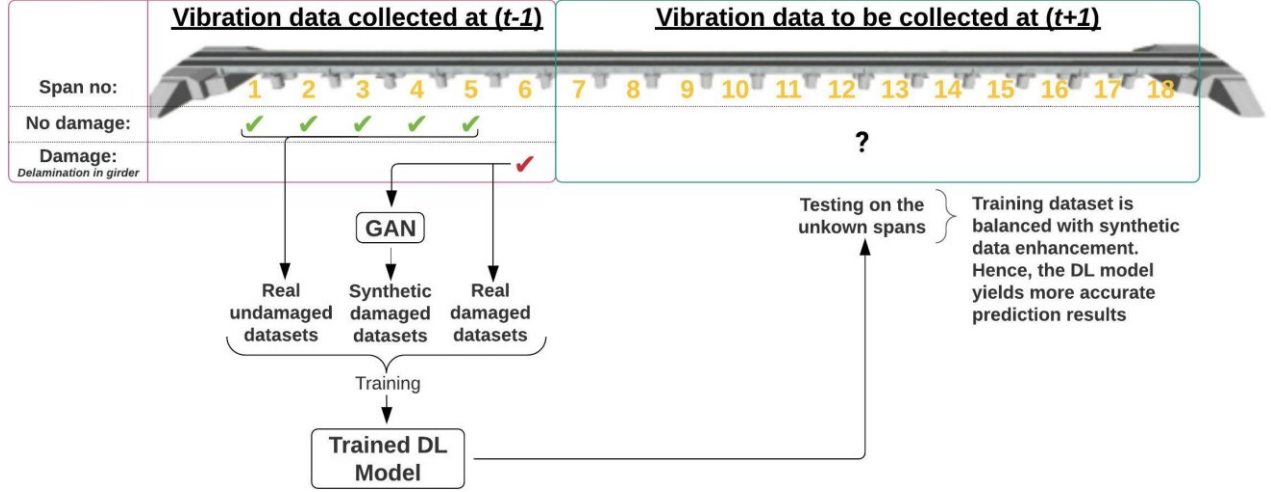 Vibration data collected at (t-1)
Vibration data to be collected at (t+1)
Span no:
1 2 3 4 5 6 7 8 9 10 11 12 13 14 15 16 17 18
No damage:
Damage:
Delamination in girder
?
GAN
Real
undamaged
datasets
Synthetic
damaged
datasets
Real
damaged
datasets
Training
Trained DL
Model
Testing on the
unkown spans
Training dataset is
balanced with synthetic
data enhancement.
Hence, the DL model
yields more accurate
prediction results